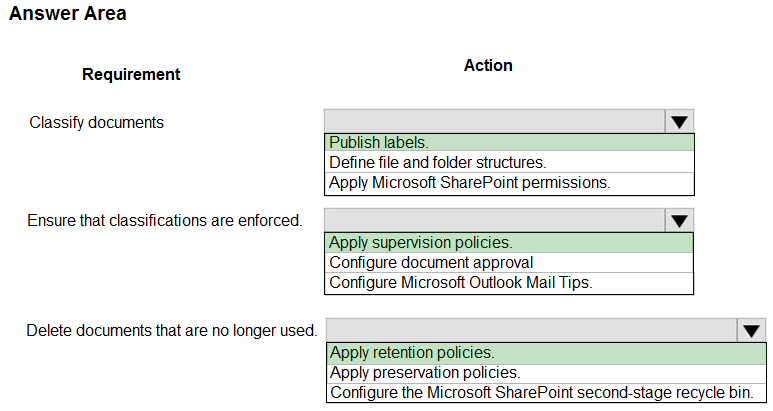 Answer Area
Requirement
Action
Classify documents
Publish labels.
Define file and folder structures.
Apply Microsoft SharePoint permissions.
Ensure that classifications are enforced.
Apply supervision policies.
Configure document approval
Configure Microsoft Outlook Mail Tips.
Delete documents that are no longer used.
Apply retention policies.
Apply preservation policies.
Configure the Microsoft SharePoint second-stage recycle bin.